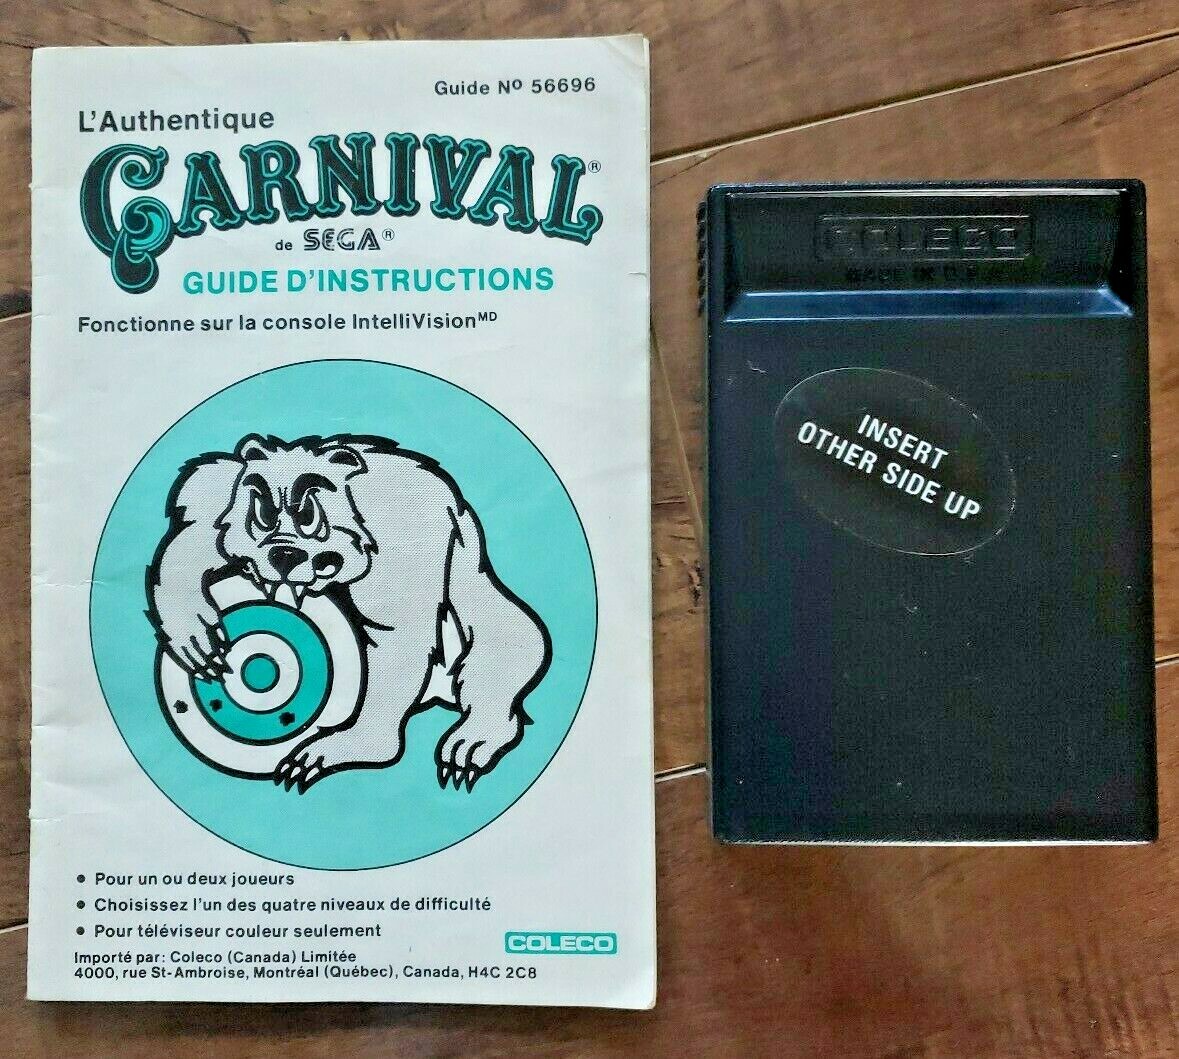 Guide Nº 56696
L'Authentique
CARNIVAL®
de SEGA®
GUIDE D'INSTRUCTIONS
Fonctionne sur la console IntelliVisionMD
• Pour un ou deux joueurs
• Choisissez l'un des quatre niveaux de difficulté
• Pour téléviseur couleur seulement
COLECO
Importé par: Coleco (Canada) Limitée
4000, rue St-Ambroise, Montréal (Québec), Canada, H4C 2C8
COLECO
MADE IN U.S.A.
INSERT
OTHER SIDE UP